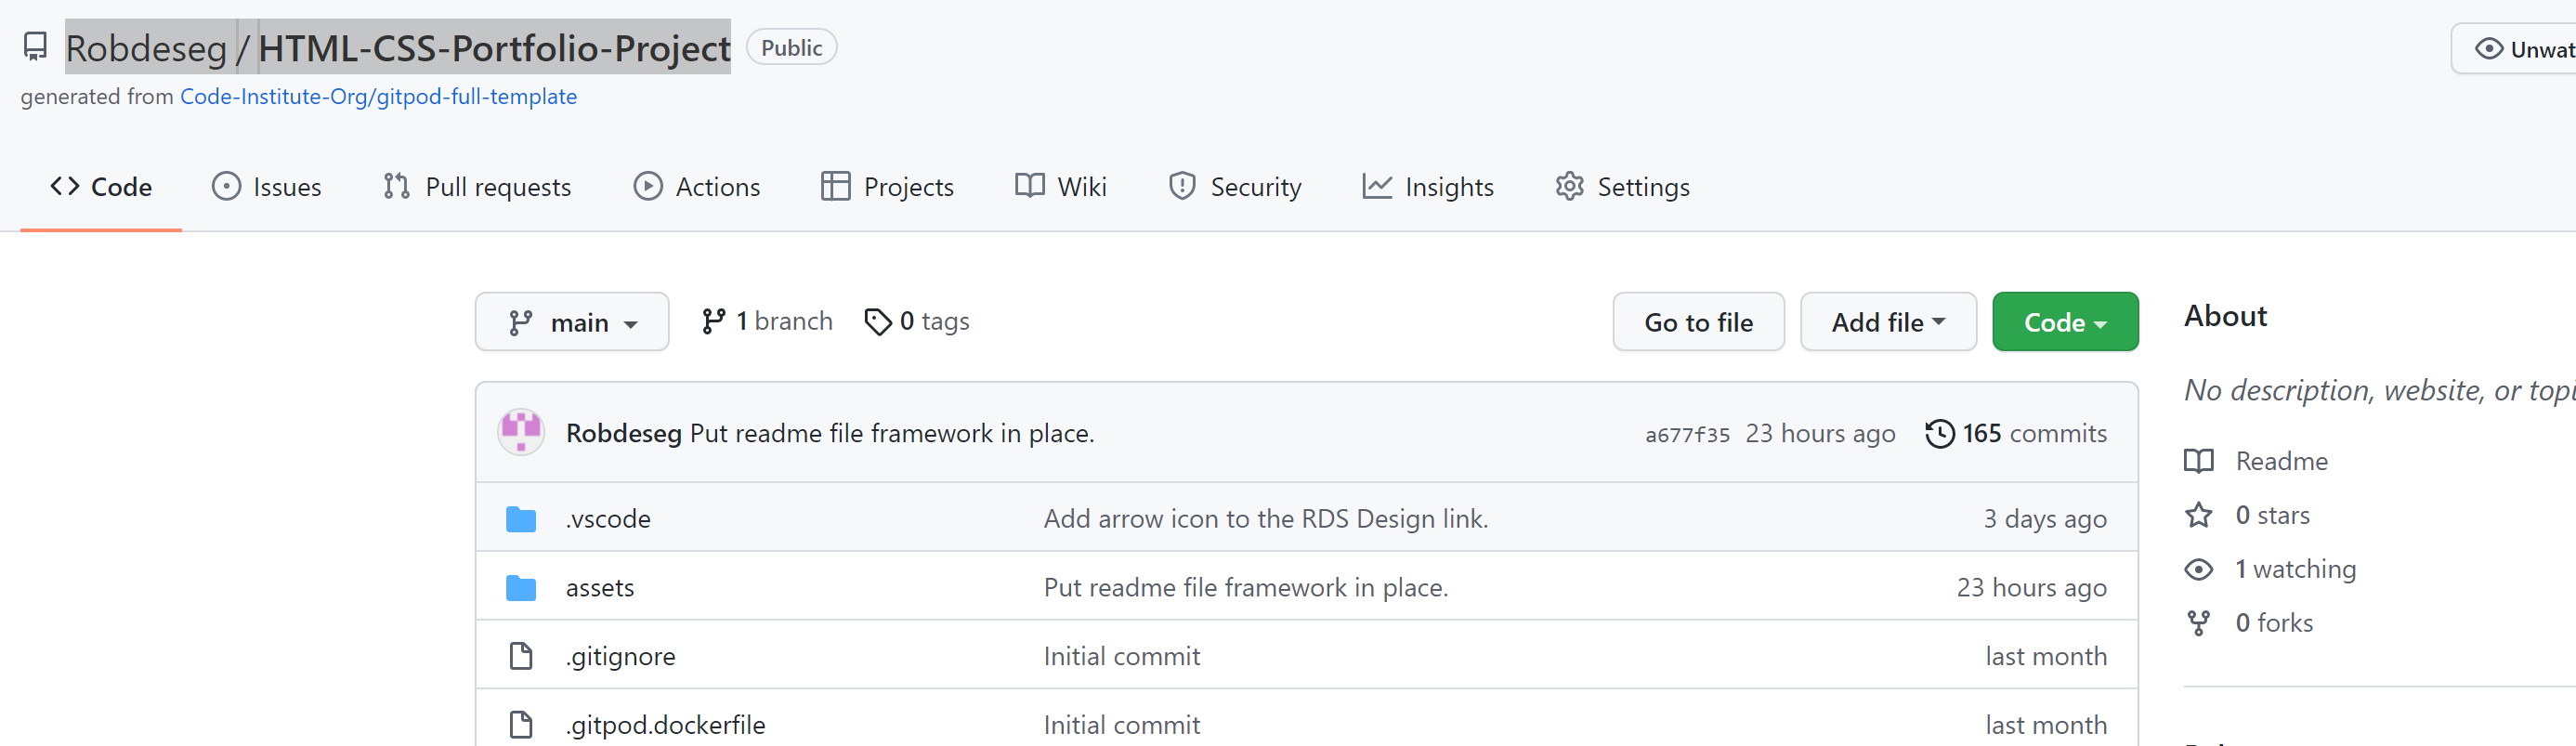 Robdeseg / HTML-CSS-Portfolio-Project Public Unwat
generated from Code-Institute-Org/gitpod-full-template
Code Issues Pull requests Actions Projects Wiki Security Insights Settings
main 1 branch 0 tags Go to file Add file Code
Robdeseg Put readme file framework in place. a677f35 23 hours ago 165 commits
.vscode Add arrow icon to the RDS Design link. 3 days ago
assets Put readme file framework in place. 23 hours ago
.gitignore Initial commit last month
.gitpod.dockerfile Initial commit last month
About
No description, website, or topi
Readme
0 stars
1 watching
0 forks